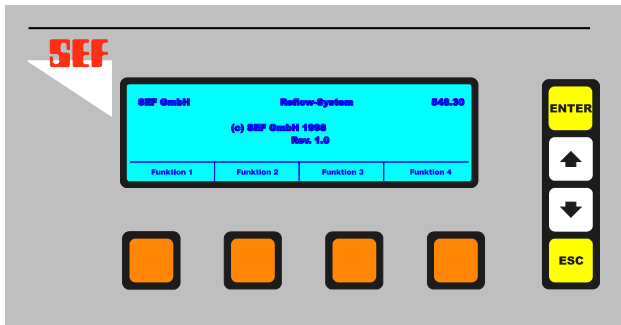 SEF
SEF GmbH Reflow-System 548.30
(c) SEF GmbH 1998
Rev. 1.0
Funktion 1 Funktion 2 Funktion 3 Funktion 4
ENTER
ESC